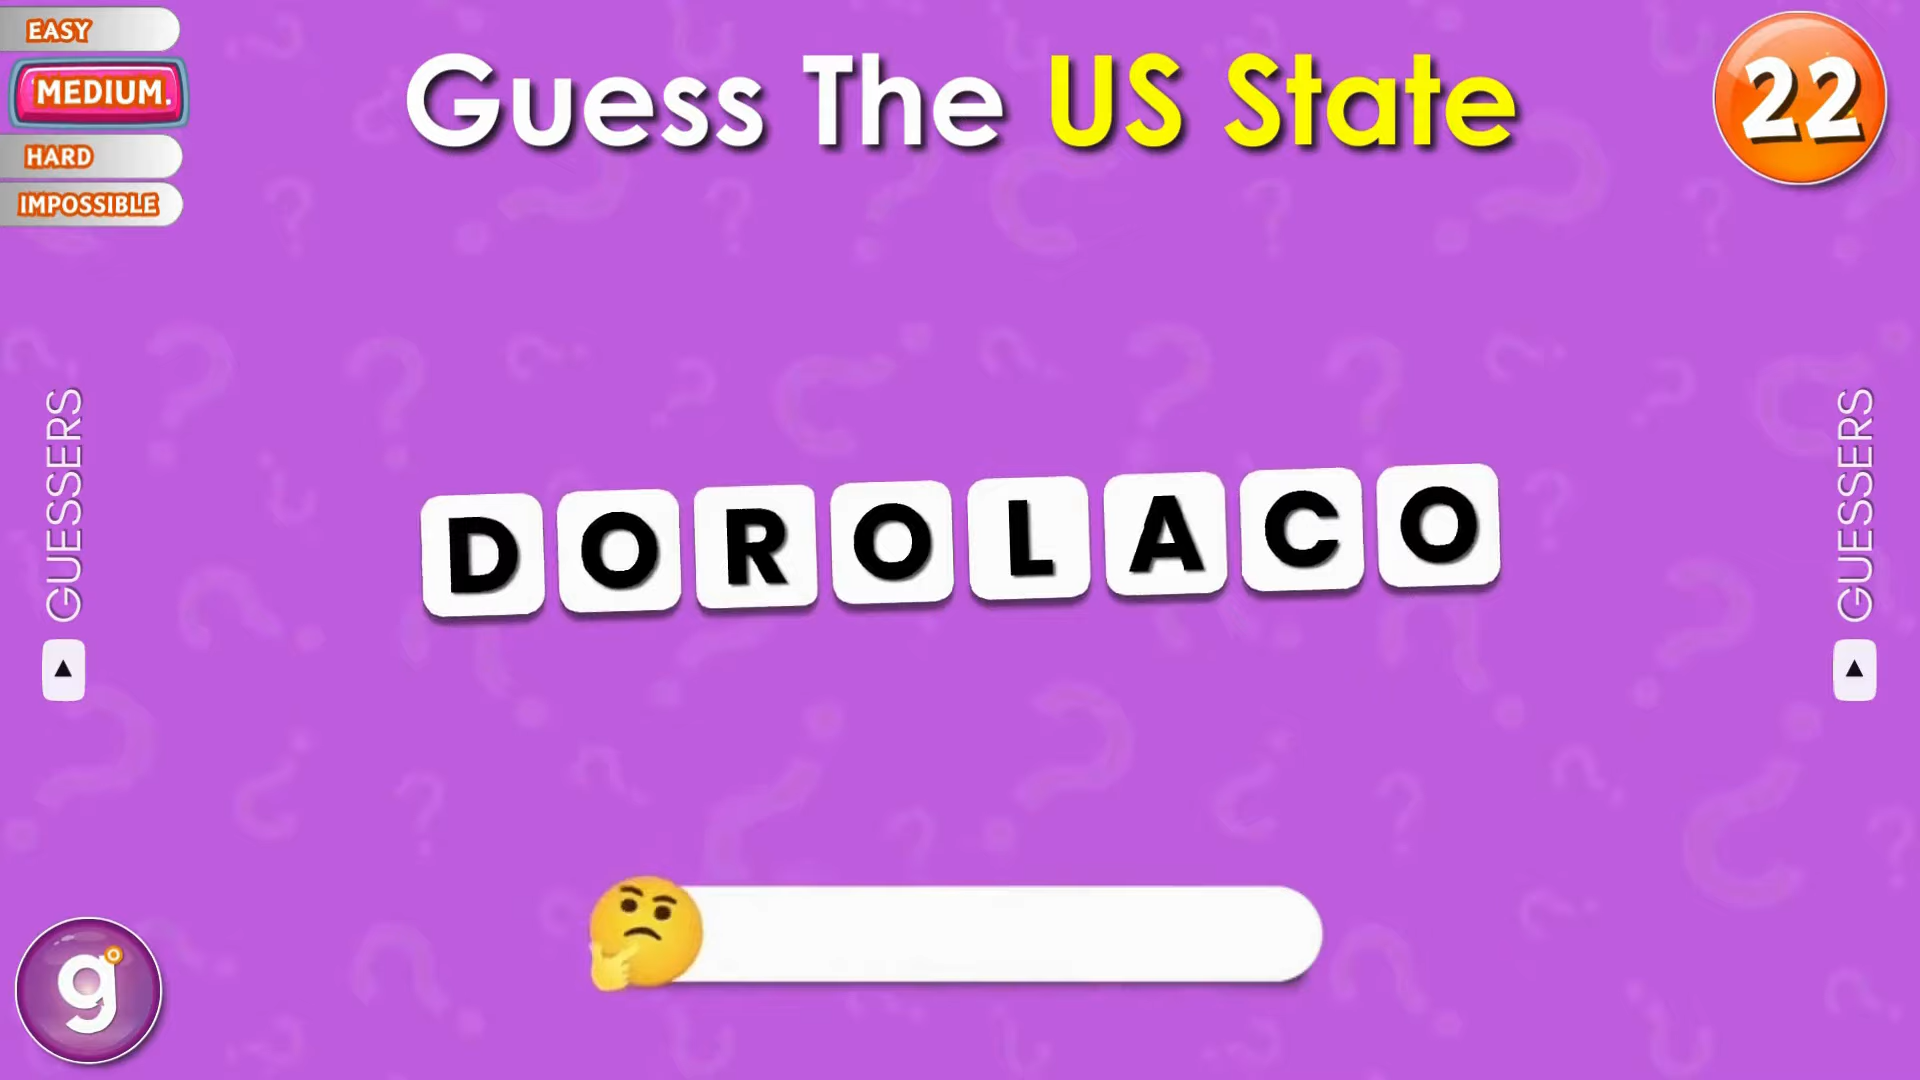 EASY
MEDIUM.
HARD
IMPOSSIBLE
Guess The US State
22
GUESSERS
DOROLACO
GUESSERS
g